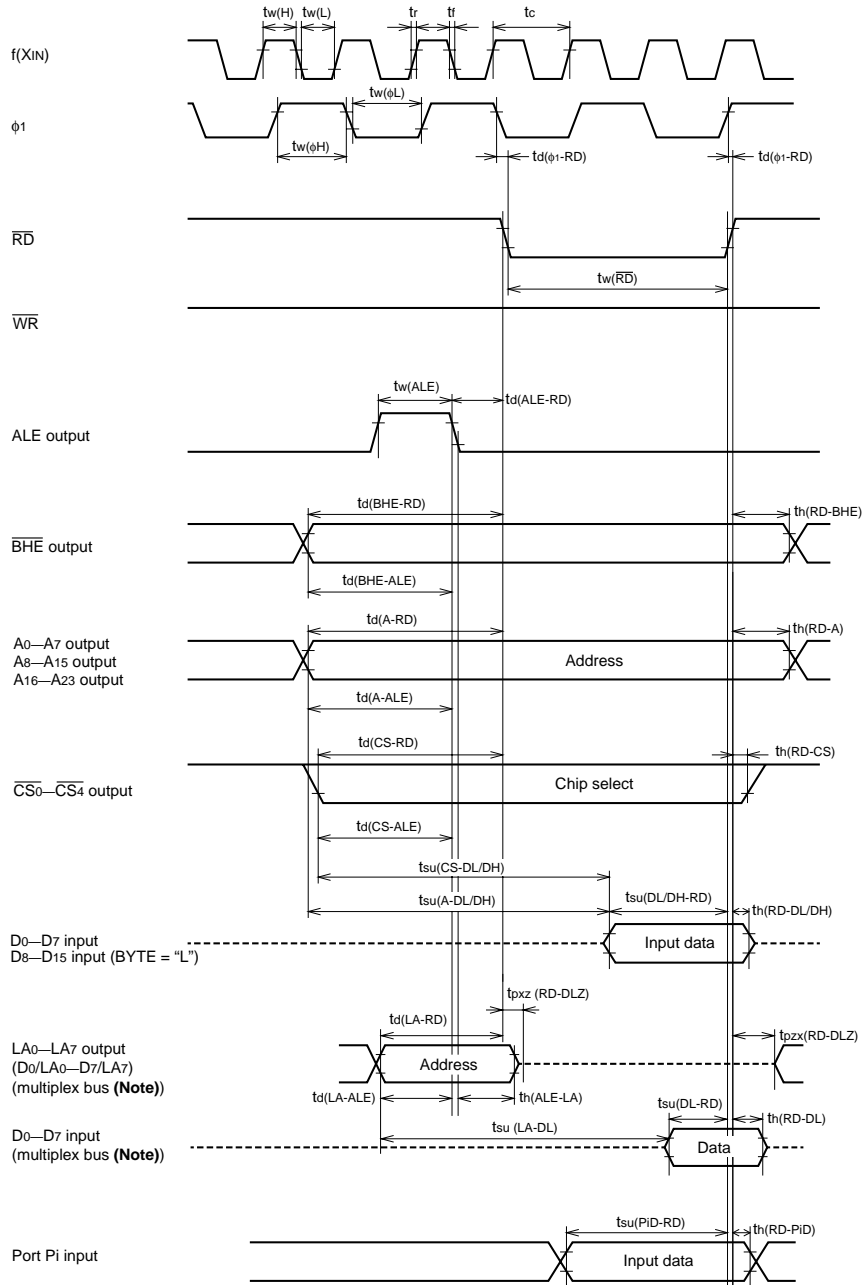 tw(H) tw(L) tr tf tc
f(XIN)
tw(ϕL)
ϕ1
tw(ϕH) td(ϕ1-RD) td(ϕ1-RD)
RD
tw(RD)
WR
tw(ALE)
td(ALE-RD)
ALE output
td(BHE-RD) th(RD-BHE)
BHE output
td(BHE-ALE)
td(A-RD) th(RD-A)
A0—A7 output
A8—A15 output
A16—A23 output
Address
td(A-ALE)
td(CS-RD) th(RD-CS)
CS0—CS4 output
Chip select
td(CS-ALE)
tsu(CS-DL/DH)
tsu(A-DL/DH) tsu(DL/DH-RD) th(RD-DL/DH)
D0—D7 input
D8—D15 input (BYTE = “L”)
Input data
tpxz (RD-DLZ)
td(LA-RD) tpzx(RD-DLZ)
LA0—LA7 output
(D0/LA0—D7/LA7)
(multiplex bus (Note))
Address
td(LA-ALE) th(ALE-LA)
tsu(DL-RD) th(RD-DL)
tsu (LA-DL)
D0—D7 input
(multiplex bus (Note))
Data
tsu(PiD-RD) th(RD-PiD)
Port Pi input
Input data